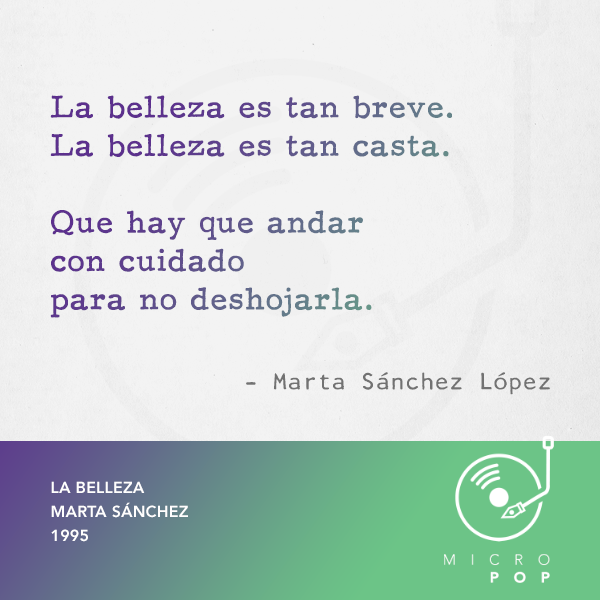 La belleza es tan breve.
La belleza es tan casta.
Que hay que andar
con cuidado
para no deshojarla.
– Marta Sánchez López
LA BELLEZA
MARTA SÁNCHEZ
1995
MICRO
POP